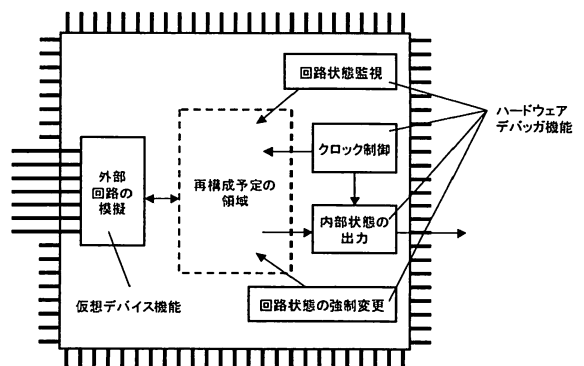 回路状態監視
ハードウェア
デバッガ機能
クロック制御
外部
回路の
模擬
再構成予定の
領域
内部状態の
出力
仮想デバイス機能
回路状態の強制変更